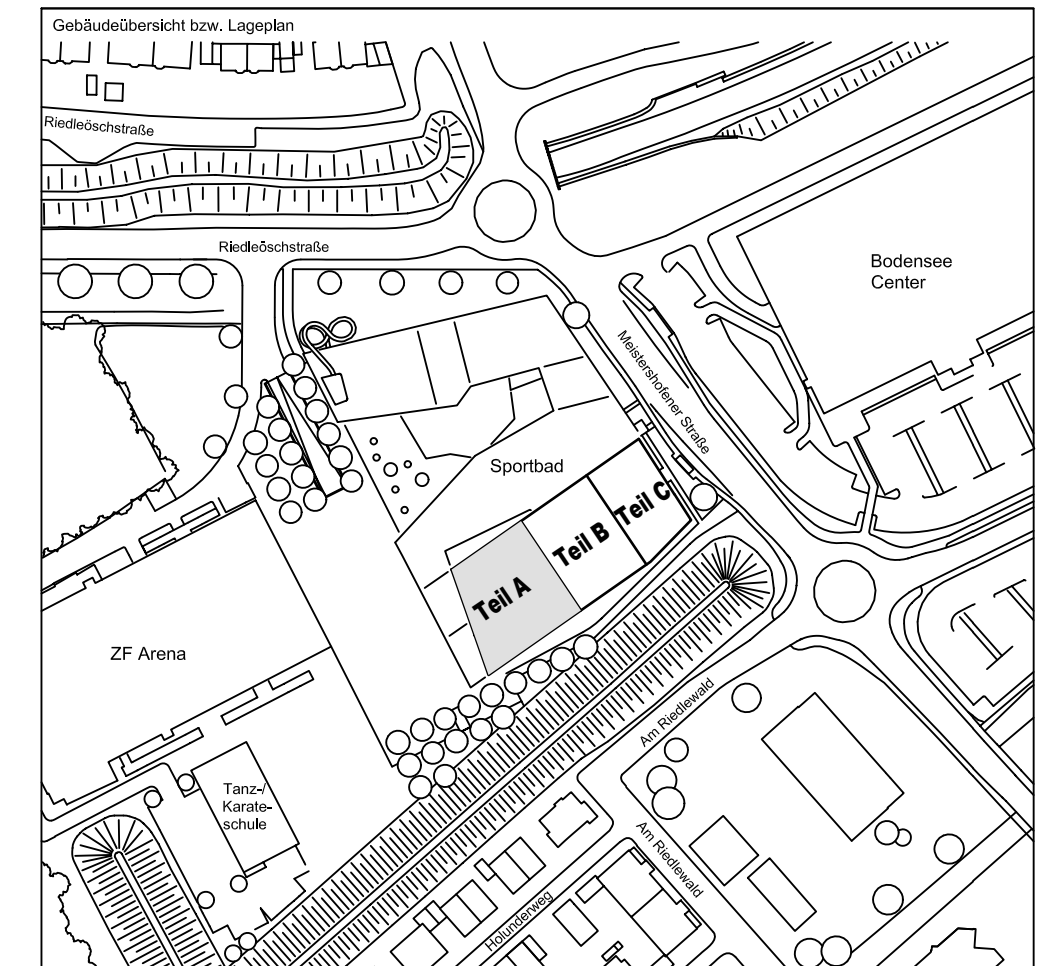 Gebäudeübersicht bzw. Lageplan
Riedleöschstraße
Riedleöschstraße
Bodensee
Center
Meistershofener Straße
Sportbad
Teil C
Teil B
Teil A
ZF Arena
Am Riedlewald
Tanz-/
Karate-
schule
Am Riedlewald
Holunderweg